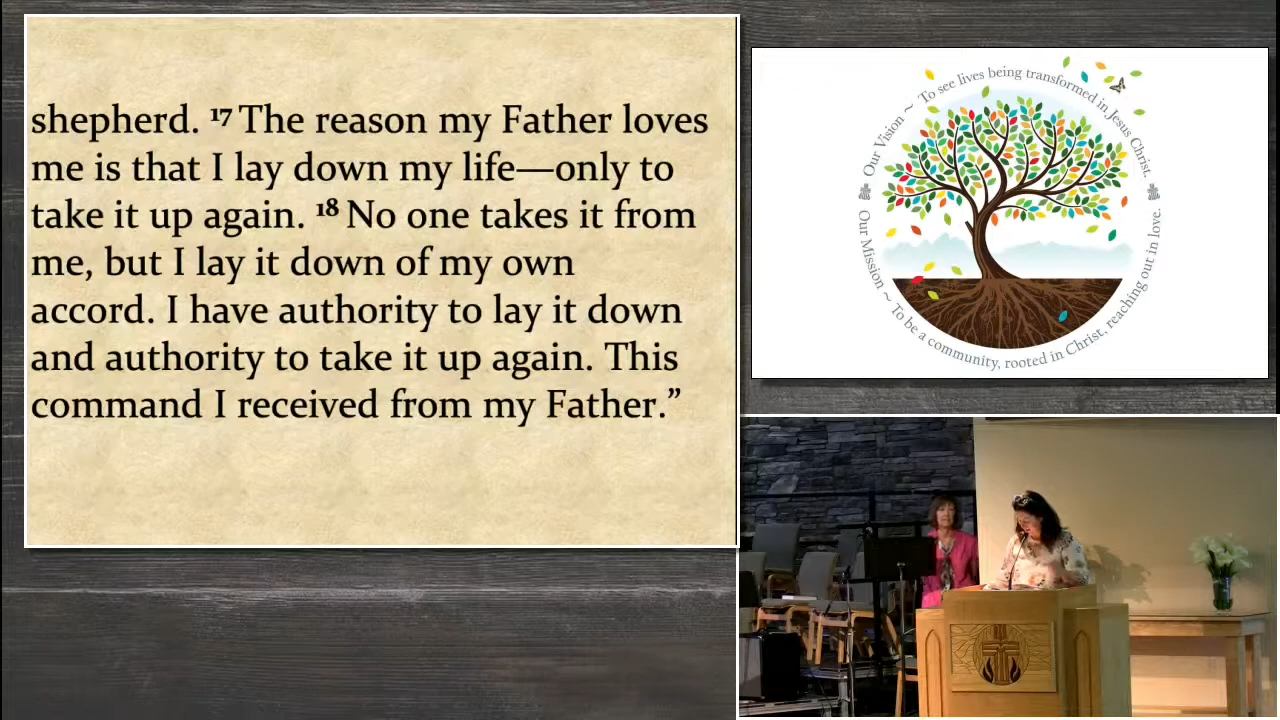 shepherd. ¹⁷ The reason my Father loves
me is that I lay down my life—only to
take it up again. ¹⁸ No one takes it from
me, but I lay it down of my own
accord. I have authority to lay it down
and authority to take it up again. This
command I received from my Father.”
Our Vision ~ To see lives being transformed in Jesus Christ.
Our Mission ~ To be a community, rooted in Christ, reaching out in love.